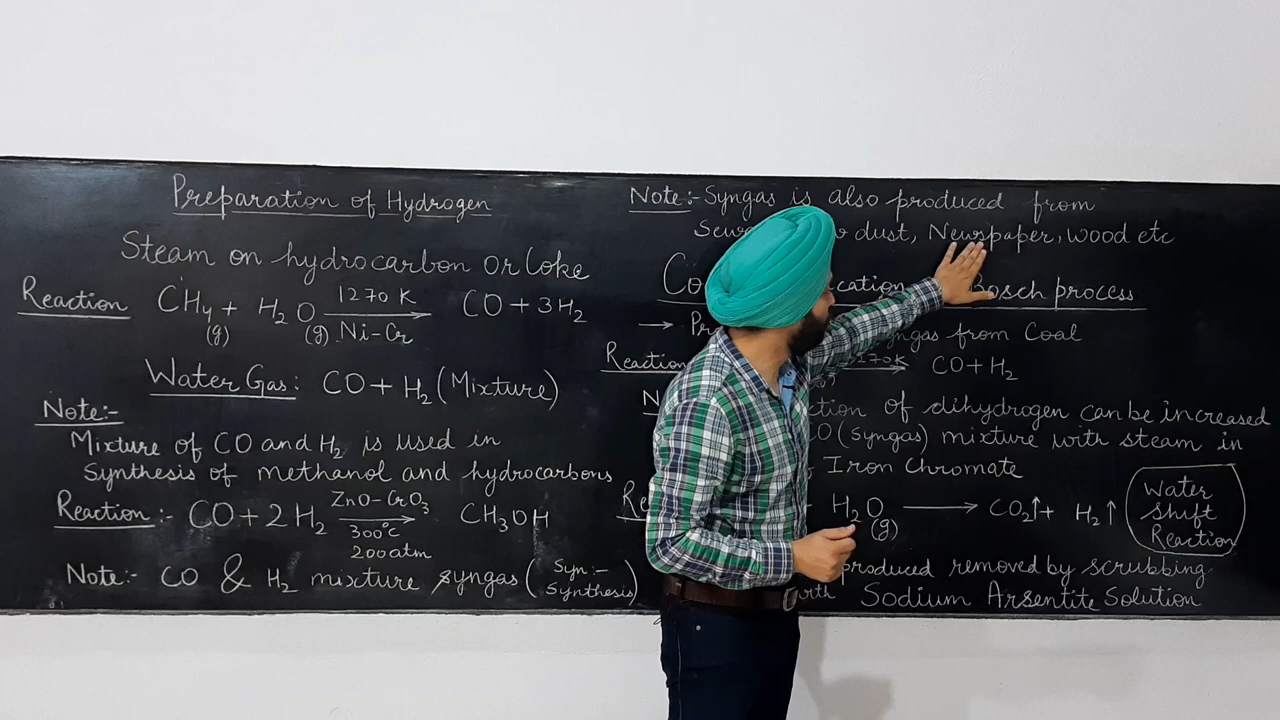 Preparation of Hydrogen
Steam on hydrocarbon or Coke
Reaction CH4 (g) + H2O (g) 1270 K Ni-Cr → CO + 3H2
Water Gas: CO + H2 (Mixture)
Note:-
Mixture of CO and H2 is used in
Synthesis of methanol and hydrocarbons
Reaction:- CO + 2H2 ZnO-CrO3 300°C 200atm → CH3OH
Note:- CO & H2 mixture syngas (Syn:- Synthesis)
Note:- Syngas is also produced from
dust, Newspaper, wood etc
Bosch process
→ from Coal
Reaction 1270K → CO + H2
of dihydrogen can be increased
CO (syngas) mixture with steam in
Iron Chromate
H2O (g) → CO2↑ + H2↑
Water Shift Reaction
produced removed by scrubbing
Sodium Arsentite Solution